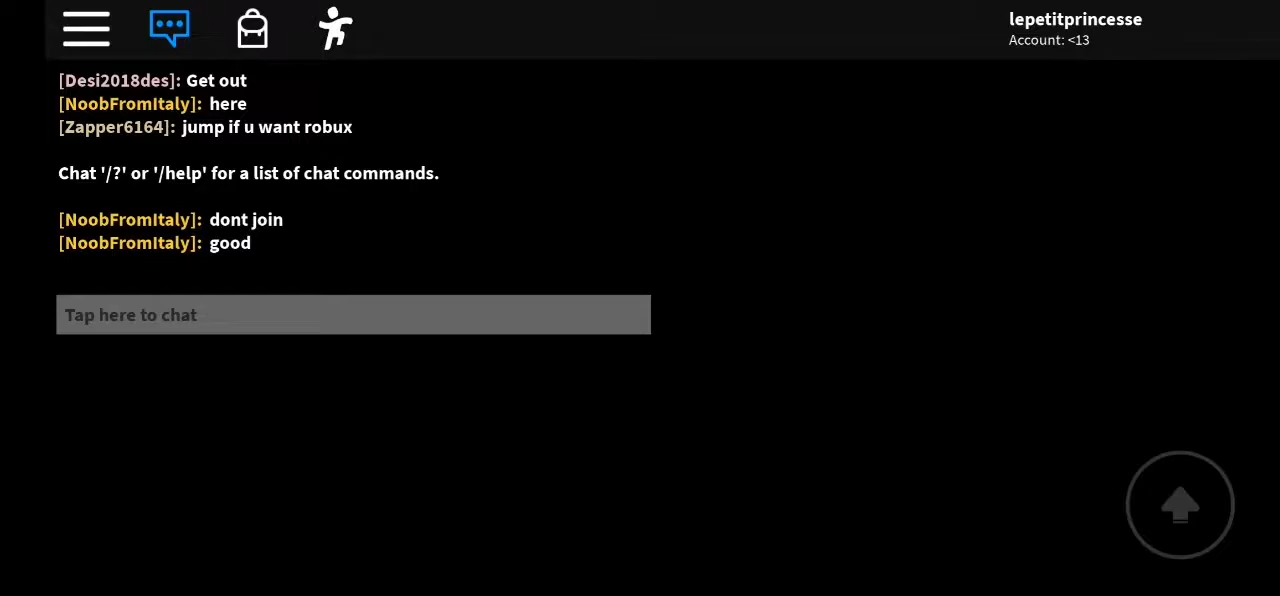 lepetitprincesse
Account: <13
[Desi2018des]: Get out
[NoobFromItaly]: here
[Zapper6164]: jump if u want robux
Chat '/?' or '/help' for a list of chat commands.
[NoobFromItaly]: dont join
[NoobFromItaly]: good
Tap here to chat